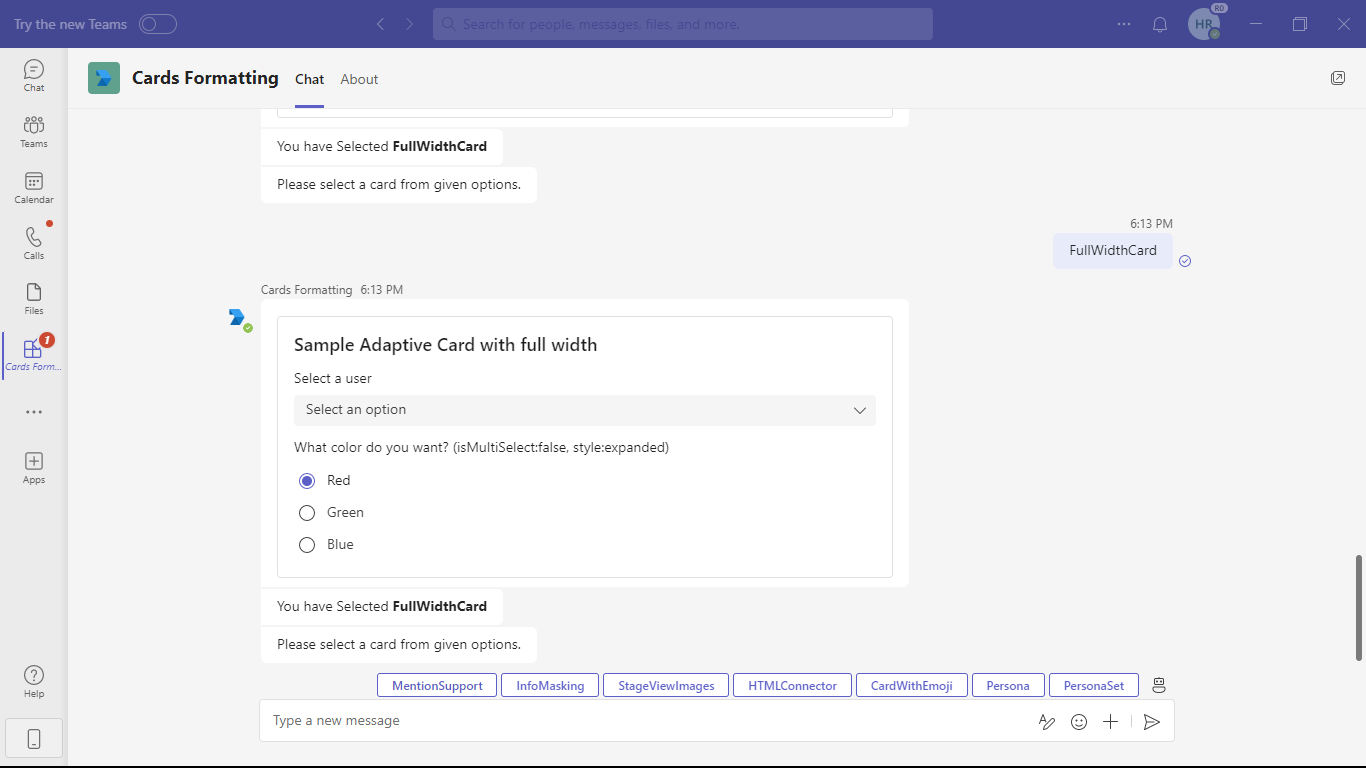 Try the new Teams
Search for people, messages, files, and more.
HR
RO
Chat
Teams
Calendar
Calls
Files
1
Cards Form...
Apps
Help
Cards Formatting Chat About
You have Selected FullWidthCard
Please select a card from given options.
6:13 PM
FullWidthCard
Cards Formatting 6:13 PM
Sample Adaptive Card with full width
Select a user
Select an option
What color do you want? (isMultiSelect:false, style:expanded)
Red
Green
Blue
You have Selected FullWidthCard
Please select a card from given options.
MentionSupport InfoMasking StageViewImages HTMLConnector CardWithEmoji Persona PersonaSet
Type a new message